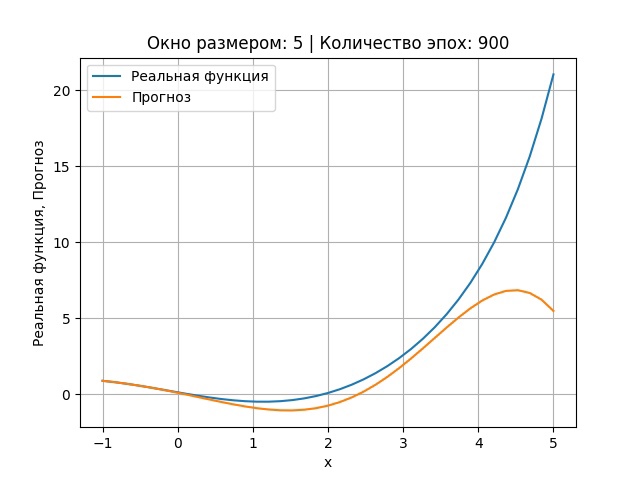 Окно размером: 5 | Количество эпох: 900
Реальная функция
Прогноз
Реальная функция, Прогноз
20
15
10
5
0
−1
0
1
2
3
4
5
x